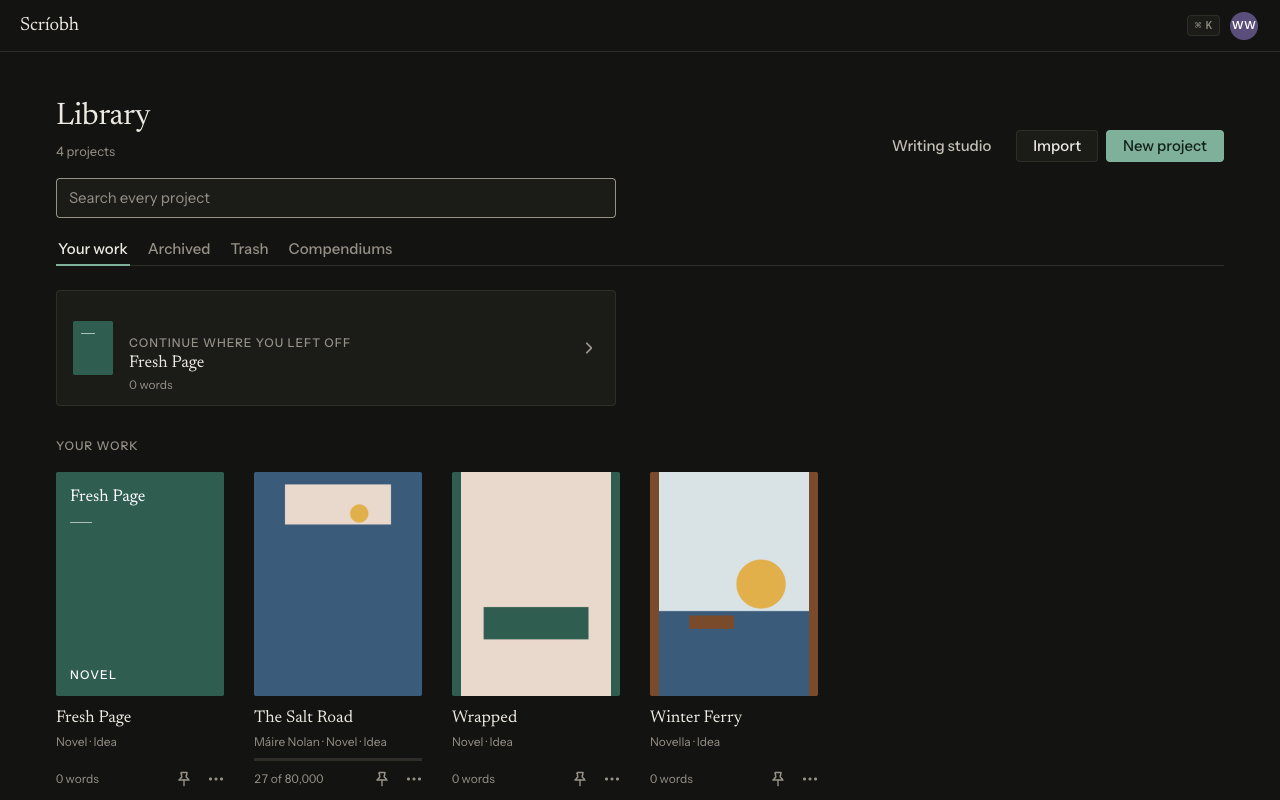 Scríobh
⌘ K
WW
Library
4 projects
Writing studio
Import
New project
Search every project
Your work
Archived
Trash
Compendiums
CONTINUE WHERE YOU LEFT OFF
Fresh Page
0 words
YOUR WORK
Fresh Page
NOVEL
Fresh Page
Novel · Idea
0 words
The Salt Road
Máire Nolan · Novel · Idea
27 of 80,000
Wrapped
Novel · Idea
0 words
Winter Ferry
Novella · Idea
0 words